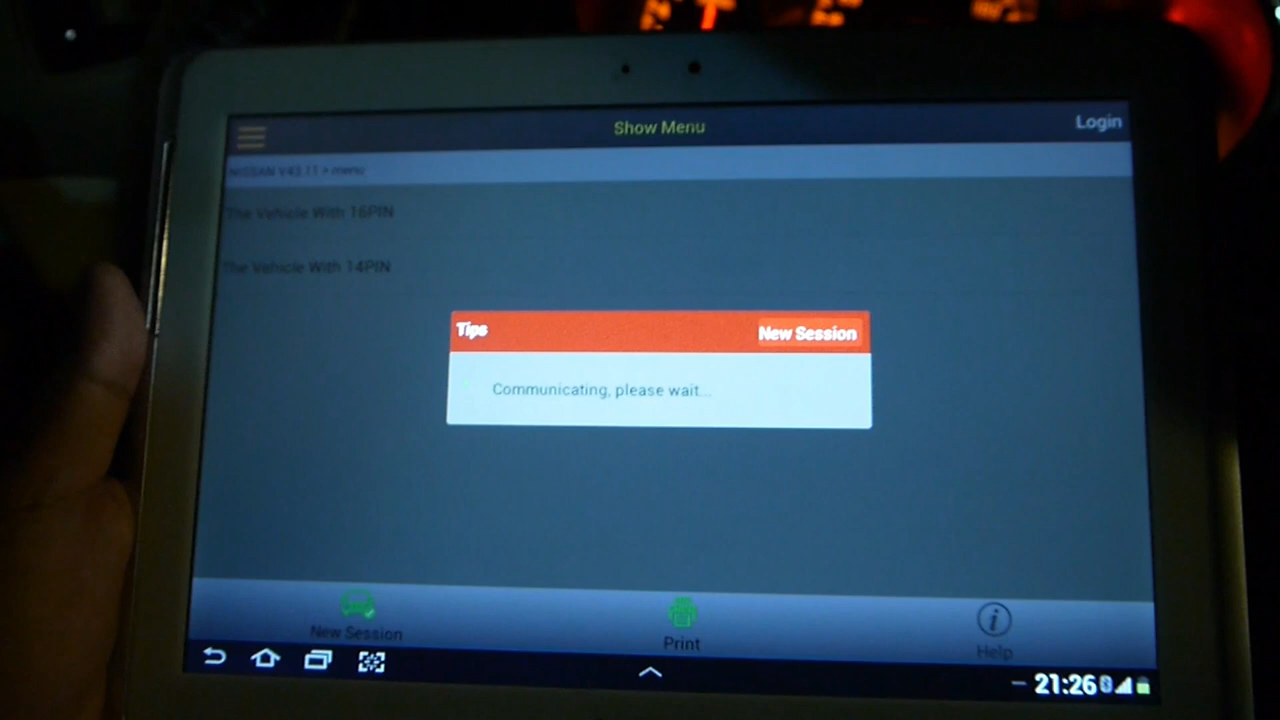 Show Menu
Login
NISSAN V43.11 > menu
The Vehicle With 16PIN
The Vehicle With 14PIN
Tips
New Session
Communicating, please wait...
New Session
Print
Help
21:26